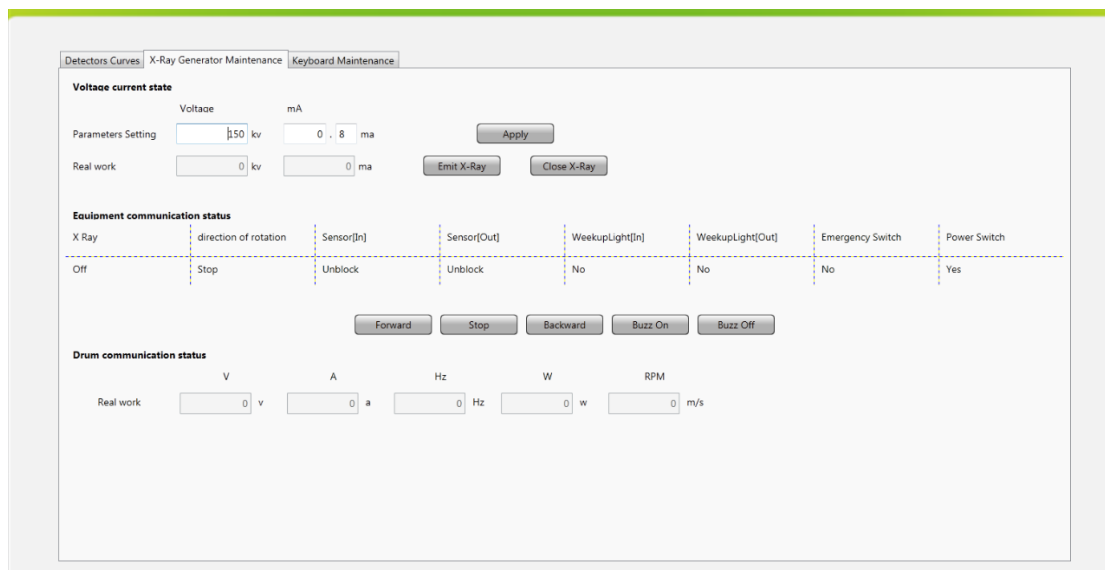 Detectors Curves X-Ray Generator Maintenance Keyboard Maintenance
Voltage current state
Voltage mA
Parameters Setting 150 kv 0 . 8 ma Apply
Real work 0 kv 0 ma Emit X-Ray Close X-Ray
Equipment communication status
X Ray direction of rotation Sensor[In] Sensor[Out] WeekupLight[In] WeekupLight[Out] Emergency Switch Power Switch
Off Stop Unblock Unblock No No No Yes
Forward Stop Backward Buzz On Buzz Off
Drum communication status
V A Hz W RPM
Real work 0 v 0 a 0 Hz 0 w 0 m/s